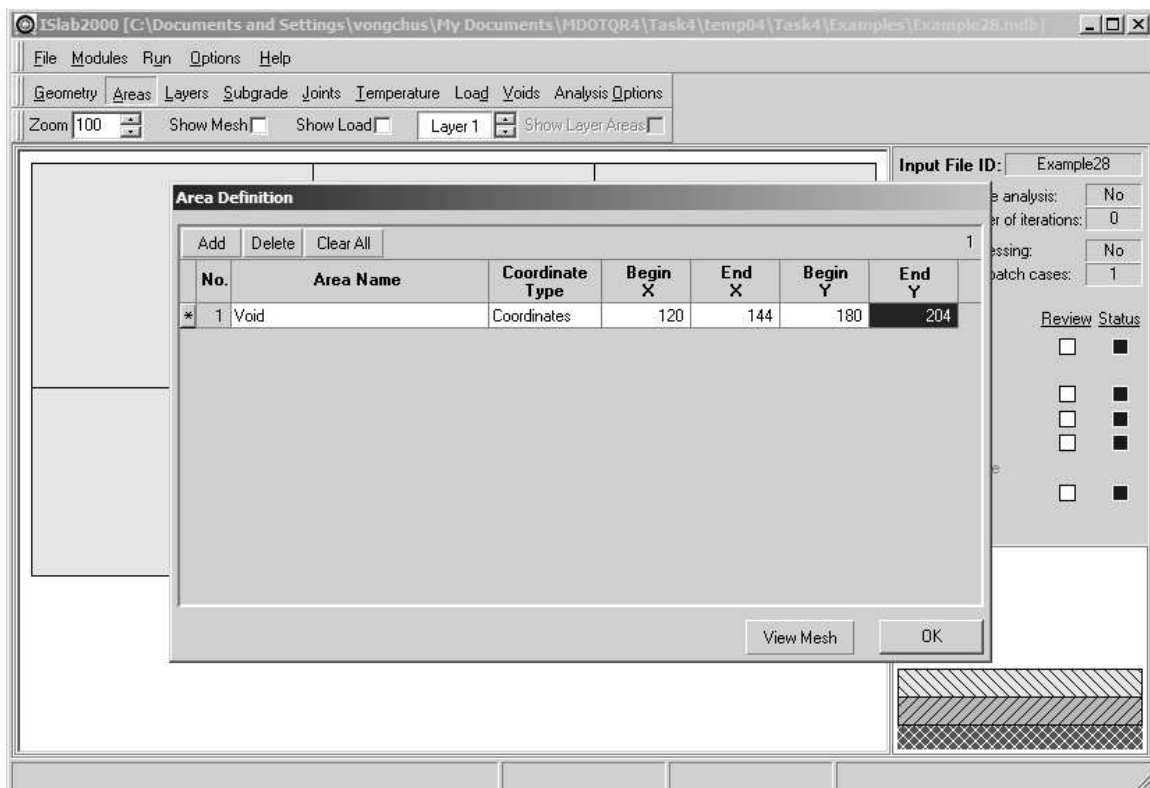 ISlab2000 [C:\Documents and Settings\vongchus\My Documents\MDOTQR4\Task4\temp04\Task4\Examples\Example28.mdb]
File Modules Run Options Help
Geometry Areas Layers Subgrade Joints Temperature Load Voids Analysis Options
Zoom 100 Show Mesh Show Load Layer 1 Show Layer Areas
Input File ID: Example28
e analysis: No
er of iterations: 0
essing: No
batch cases: 1
Review Status
e
Area Definition
Add Delete Clear All 1
No. Area Name Coordinate Type Begin X End X Begin Y End Y
* 1 Void Coordinates 120 144 180 204
View Mesh OK